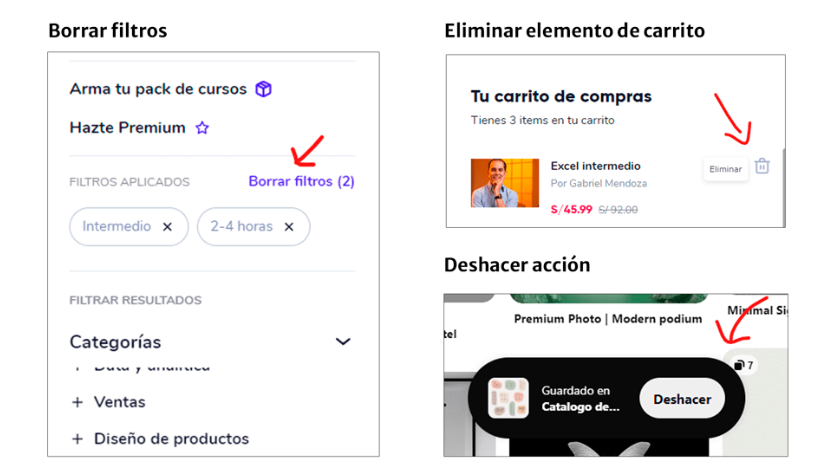 Borrar filtros
Arma tu pack de cursos
Hazte Premium
FILTROS APLICADOS
Borrar filtros (2)
Intermedio ×
2-4 horas ×
FILTRAR RESULTADOS
Categorías
+ Data y analítica
+ Ventas
+ Diseño de productos
Eliminar elemento de carrito
Tu carrito de compras
Tienes 3 items en tu carrito
Excel intermedio
Por Gabriel Mendoza
S/45.99 S/ 92.00
Eliminar
Deshacer acción
Premium Photo | Modern podium
Minimal Si
tel
7
Guardado en
Catalogo de...
Deshacer